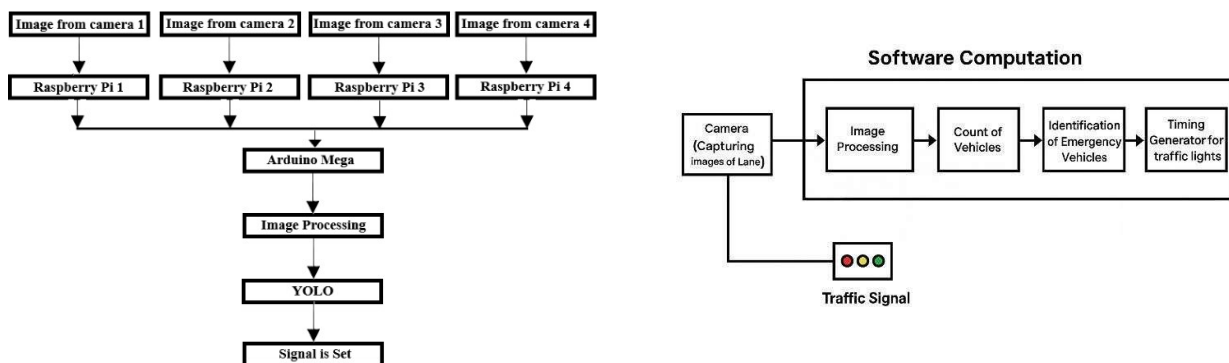 Image from camera 1
Image from camera 2
Image from camera 3
Image from camera 4
Raspberry Pi 1
Raspberry Pi 2
Raspberry Pi 3
Raspberry Pi 4
Arduino Mega
Image Processing
YOLO
Signal is Set
Software Computation
Camera
(Capturing
images of Lane)
Image
Processing
Count of
Vehicles
Identification
of Emergency
Vehicles
Timing
Generator for
traffic lights
Traffic Signal